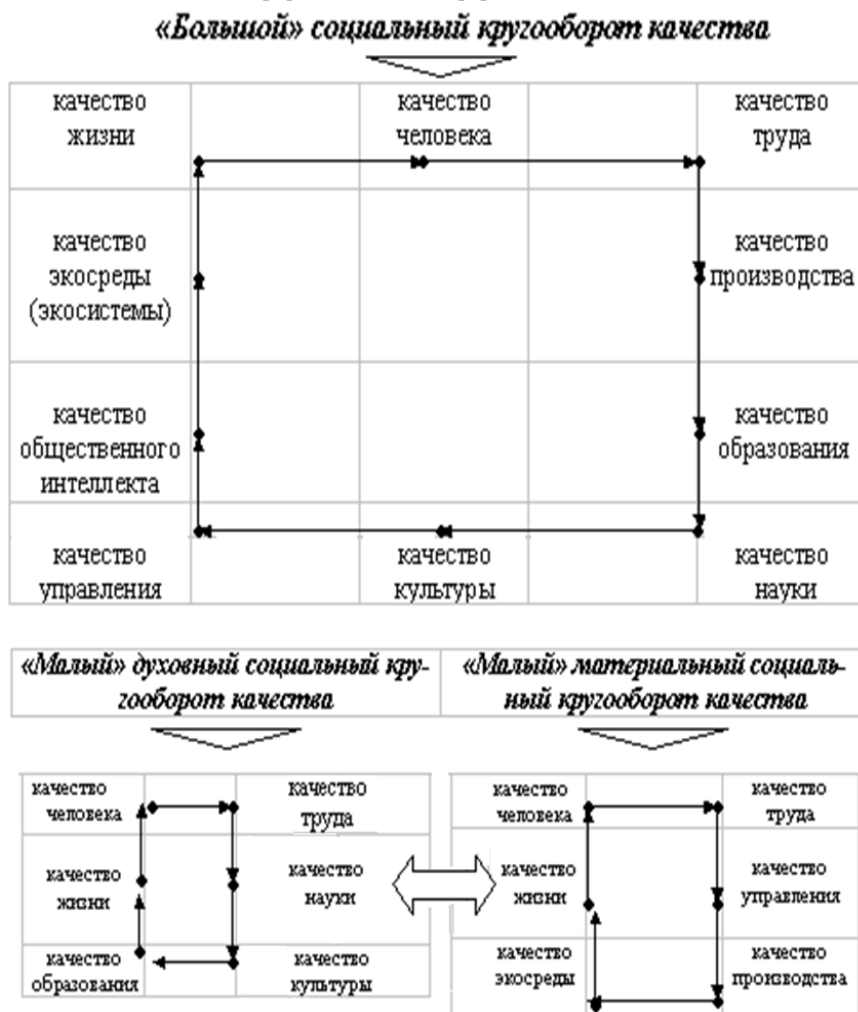 «Большой» социальный кругооборот качества
качество
жизни
качество
человека
качество
труда
качество
экосреды
(экосистемы)
качество
производства
качество
общественного
интеллекта
качество
образования
качество
управления
качество
культуры
качество
науки
«Малый» духовный социальный кру-
гооборот качества
«Малый» материальный социаль-
ный кругооборот качества
качество
человека
качество
труда
качество
жизни
качество
науки
качество
образования
качество
культуры
качество
человека
качество
труда
качество
жизни
качество
управления
качество
экосреды
качество
производства